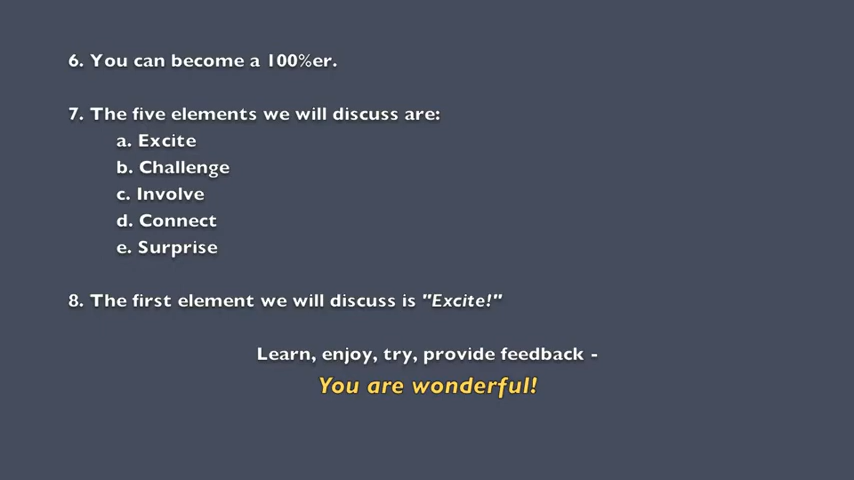 6. You can become a 100%er.
7. The five elements we will discuss are:
a. Excite
b. Challenge
c. Involve
d. Connect
e. Surprise
8. The first element we will discuss is "Excite!"
Learn, enjoy, try, provide feedback -
You are wonderful!